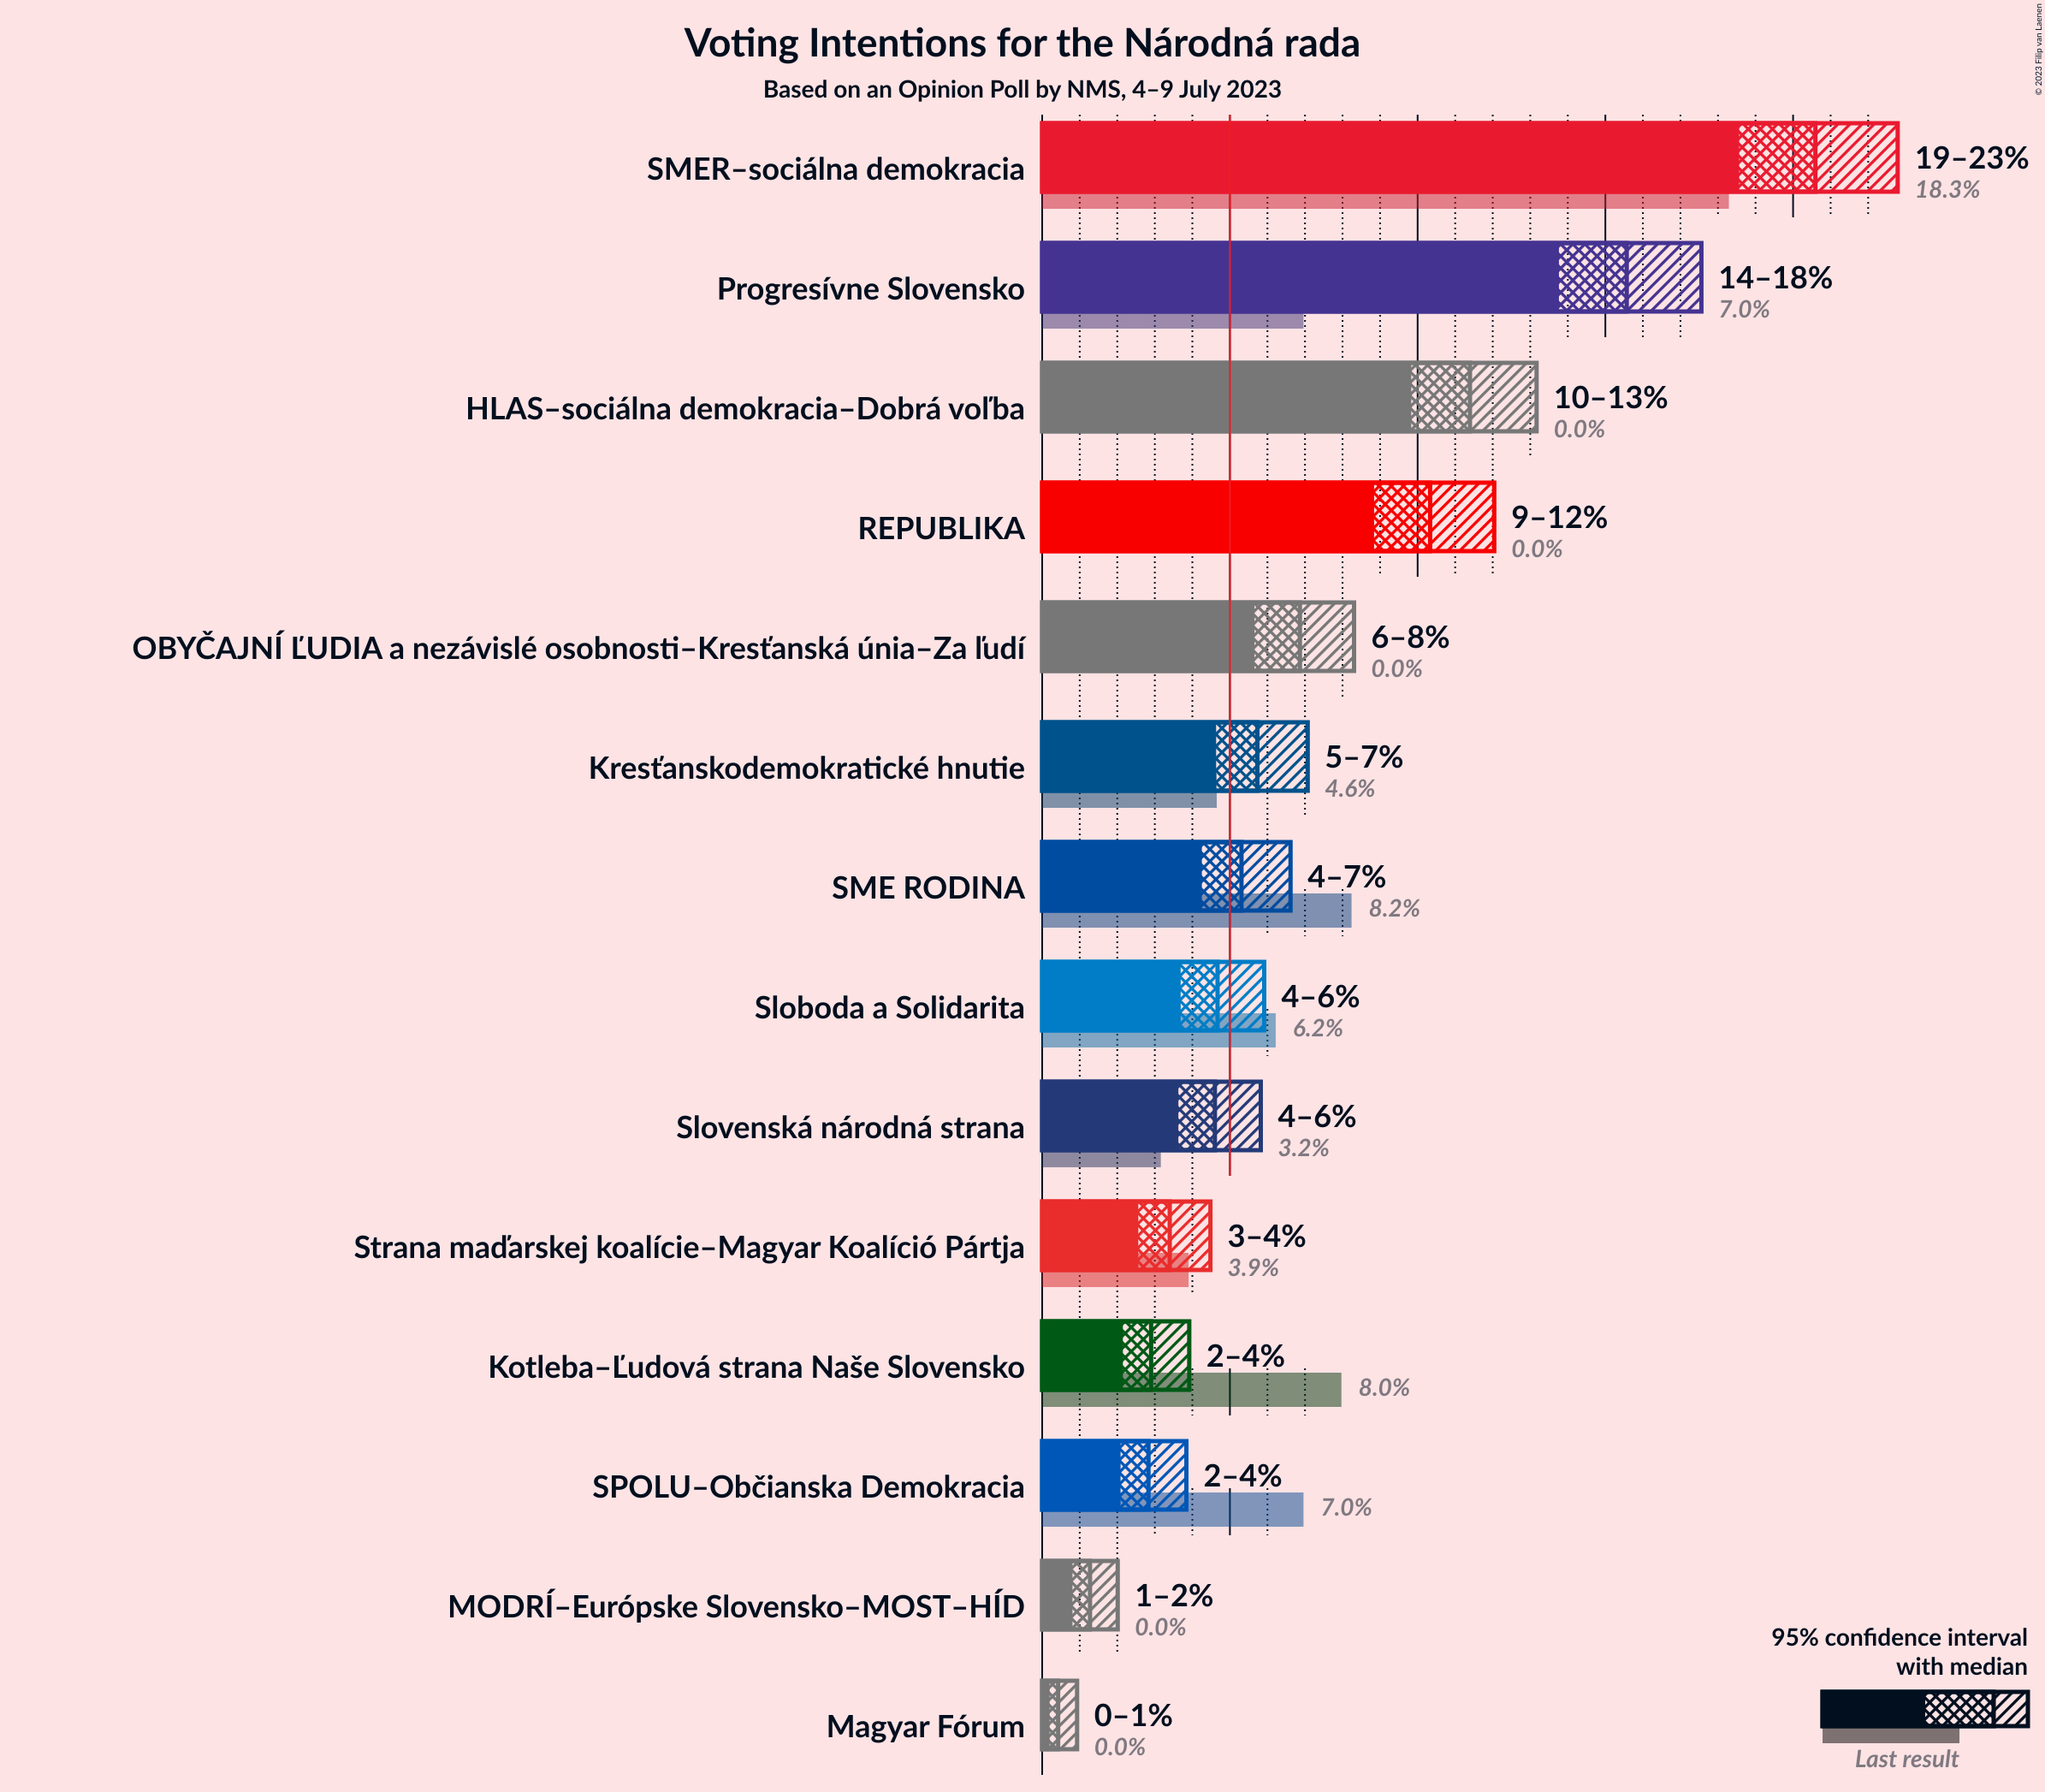 Voting Intentions for the Národná rada
Based on an Opinion Poll by NMS, 4–9 July 2023
© 2023 Filip van Laenen
SMER–sociálna demokracia
19–23%
18.3%
Progresívne Slovensko
14–18%
7.0%
HLAS–sociálna demokracia–Dobrá voľba
10–13%
0.0%
REPUBLIKA
9–12%
0.0%
OBYČAJNÍ ĽUDIA a nezávislé osobnosti–Kresťanská únia–Za ľudí
6–8%
0.0%
Kresťanskodemokratické hnutie
5–7%
4.6%
SME RODINA
4–7%
8.2%
Sloboda a Solidarita
4–6%
6.2%
Slovenská národná strana
4–6%
3.2%
Strana maďarskej koalície–Magyar Koalíció Pártja
3–4%
3.9%
Kotleba–Ľudová strana Naše Slovensko
2–4%
8.0%
SPOLU–Občianska Demokracia
2–4%
7.0%
MODRÍ–Európske Slovensko–MOST–HÍD
1–2%
0.0%
Magyar Fórum
0–1%
0.0%
95% confidence interval
with median
Last result